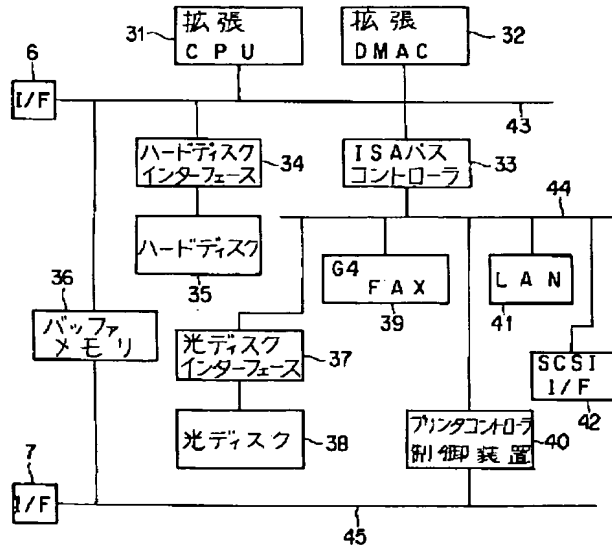 31
拡張
CPU
拡張
DMAC
32
6
I/F
43
ハードディスク
インターフェース
34
ISAバス
コントローラ
33
44
ハードディスク
35
G4
FAX
39
LAN
41
36
バッファ
メモリ
光ディスク
インターフェース
37
SCSI
I/F
42
光ディスク
38
プリンタコントローラ
制御装置
40
7
I/F
45